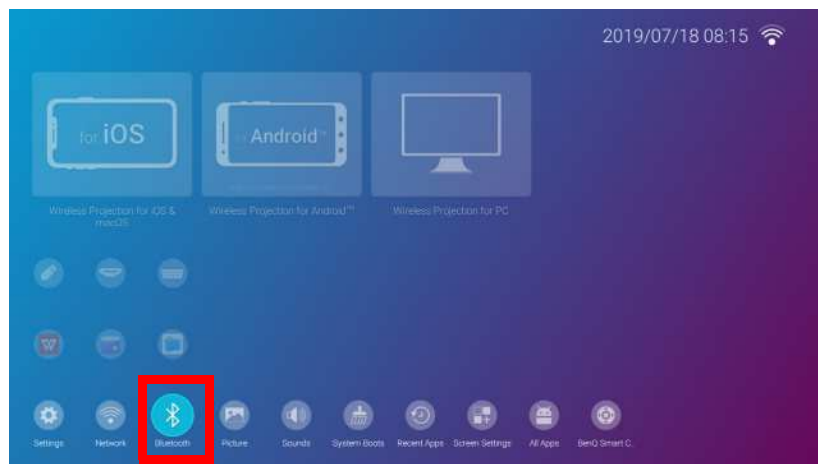 2019/07/18 08:15
for iOS
Android™
Wireless Projection for iOS &
macOS
Wireless Projection for Android™
Wireless Projection for PC
W
Settings
Network
Bluetooth
Picture
Sounds
System Boots
Recent Apps
Screen Settings
All Apps
BenQ Smart C..